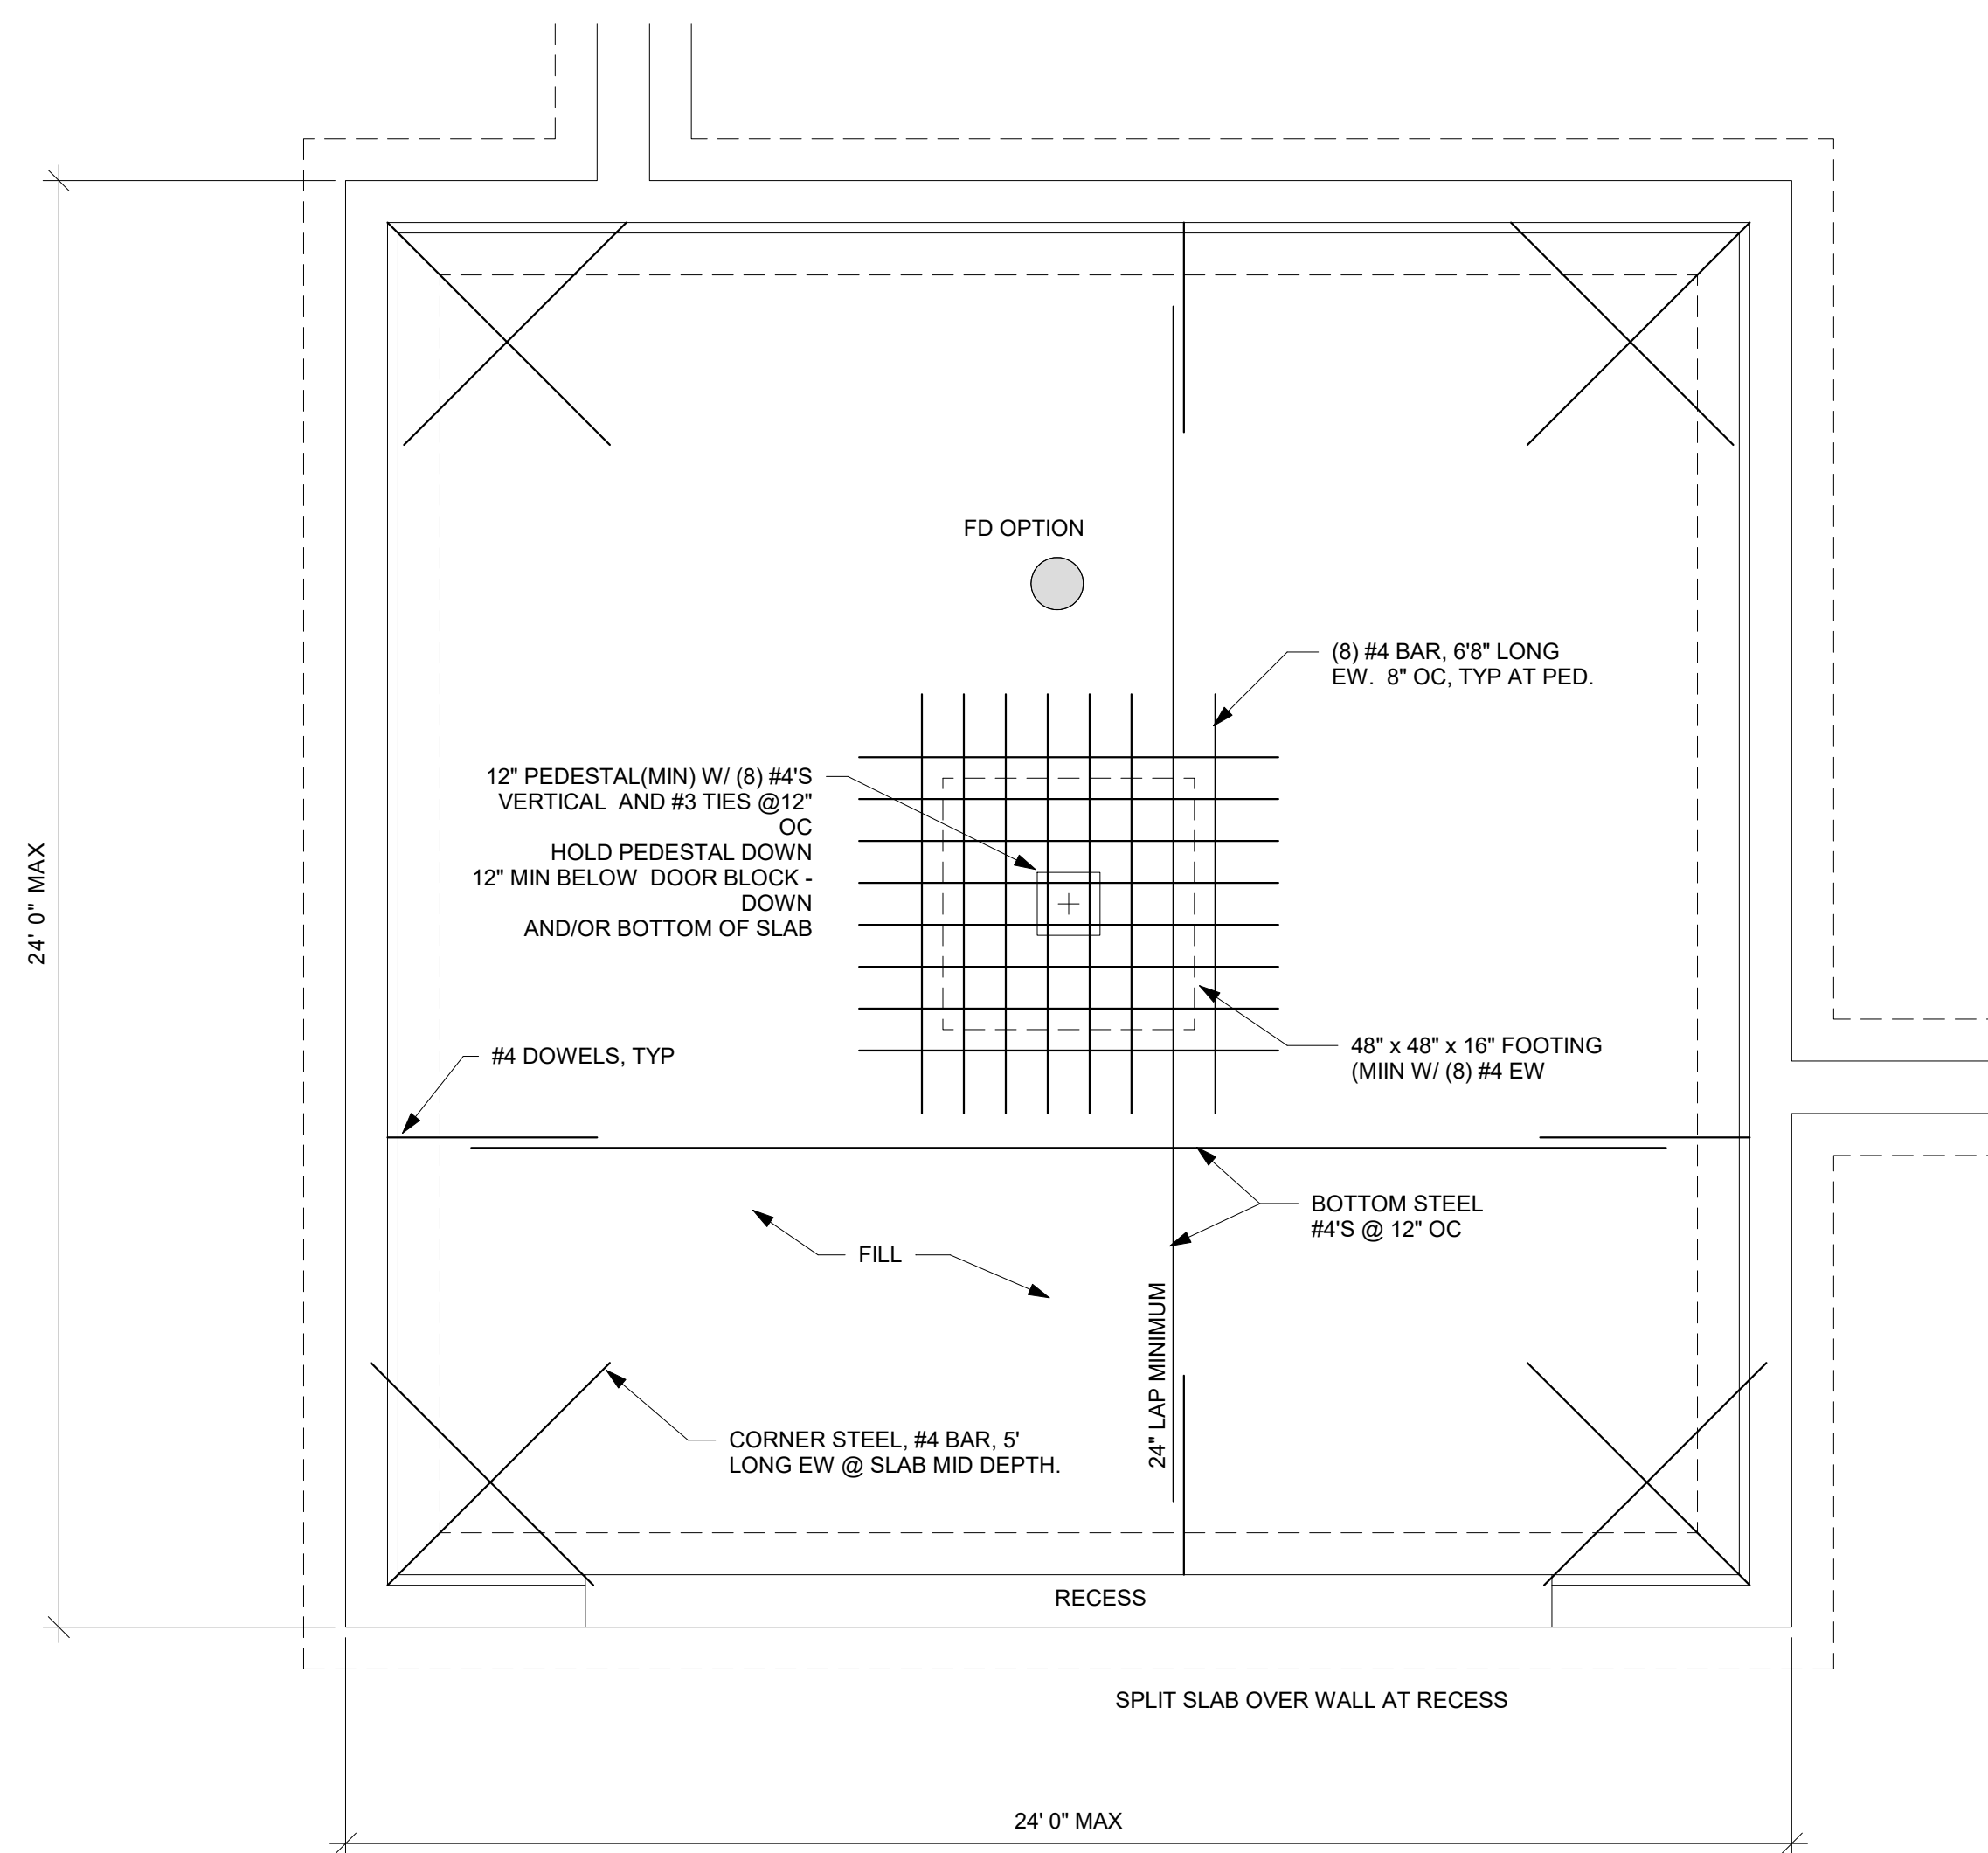 FD OPTION
(8) #4 BAR, 6'8" LONG
EW.  8" OC, TYP AT PED.
12" PEDESTAL(MIN) W/ (8) #4'S
VERTICAL  AND #3 TIES @12"
OC
HOLD PEDESTAL DOWN
12" MIN BELOW  DOOR BLOCK -
DOWN
AND/OR BOTTOM OF SLAB
24' 0" MAX
#4 DOWELS, TYP
48" x 48" x 16" FOOTING
(MIIN W/ (8) #4 EW
BOTTOM STEEL
#4'S @ 12" OC
FILL
24" LAP MINIMUM
CORNER STEEL, #4 BAR, 5'
LONG EW @ SLAB MID DEPTH.
RECESS
SPLIT SLAB OVER WALL AT RECESS
24' 0" MAX